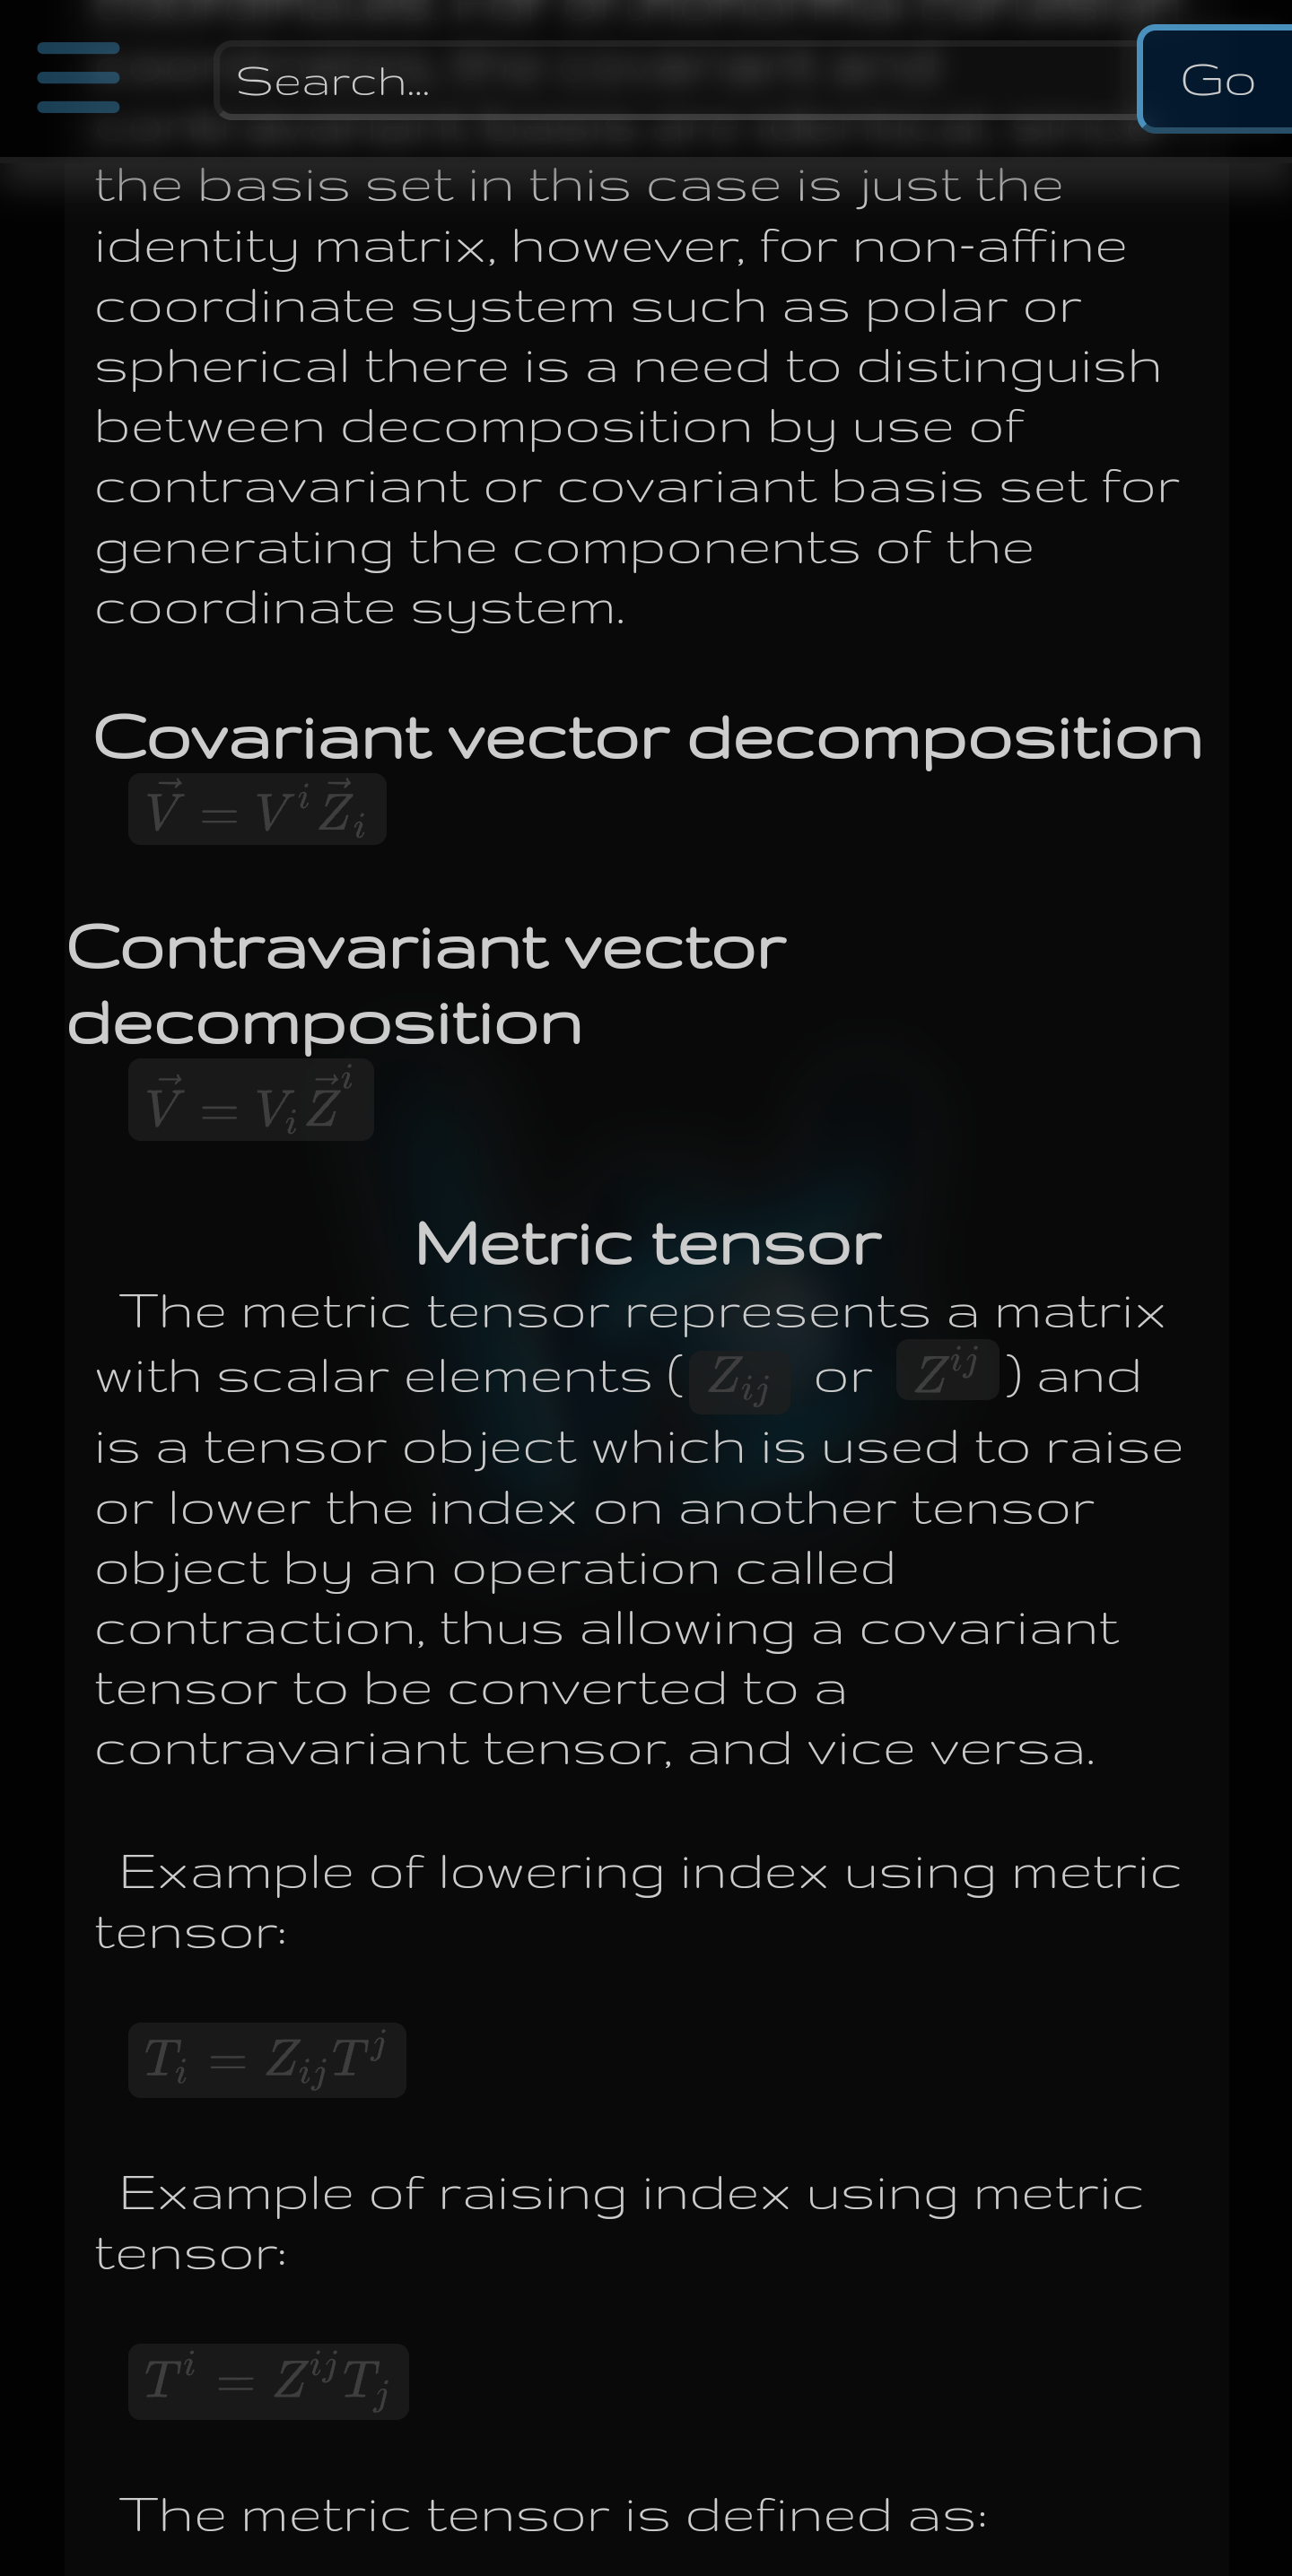 Search...
Go
the basis set in this case is just the
identity matrix, however, for non-affine
coordinate system such as polar or
spherical there is a need to distinguish
between decomposition by use of
contravariant or covariant basis set for
generating the components of the
coordinate system.
Covariant vector decomposition
$\vec{V} = V^i \vec{Z}_i$
Contravariant vector
decomposition
$\vec{V} = V_i \vec{Z}^i$
Metric tensor
The metric tensor represents a matrix
with scalar elements ( $Z_{ij}$ or $Z^{ij}$ ) and
is a tensor object which is used to raise
or lower the index on another tensor
object by an operation called
contraction, thus allowing a covariant
tensor to be converted to a
contravariant tensor, and vice versa.
Example of lowering index using metric
tensor:
$T_i = Z_{ij} T^j$
Example of raising index using metric
tensor:
$T^i = Z^{ij} T_j$
The metric tensor is defined as: